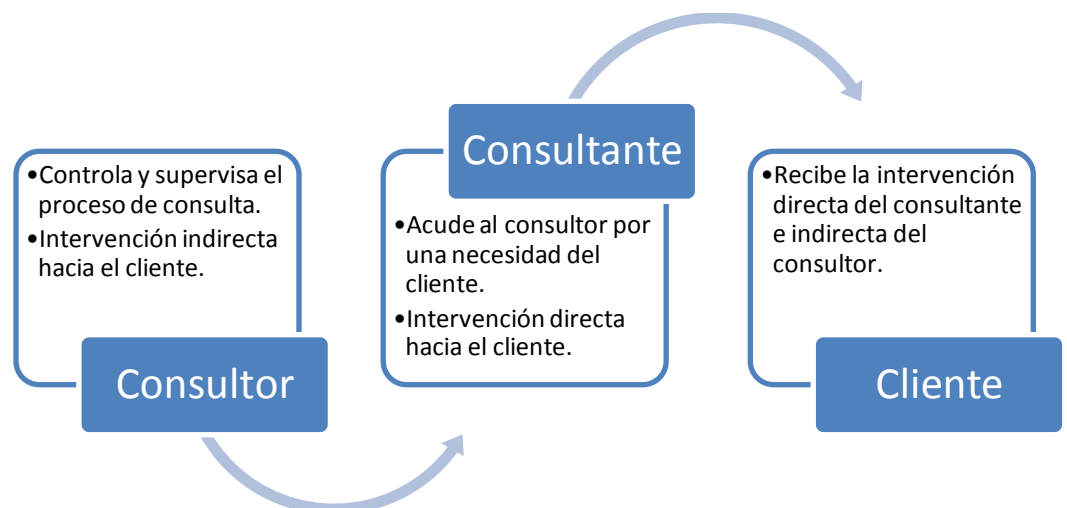 •Controla y supervisa el
proceso de consulta.
•Intervención indirecta
hacia el cliente.
Consultor
Consultante
•Acude al consultor por
una necesidad del
cliente.
•Intervención directa
hacia el cliente.
•Recibe la intervención
directa del consultante
e indirecta del
consultor.
Cliente